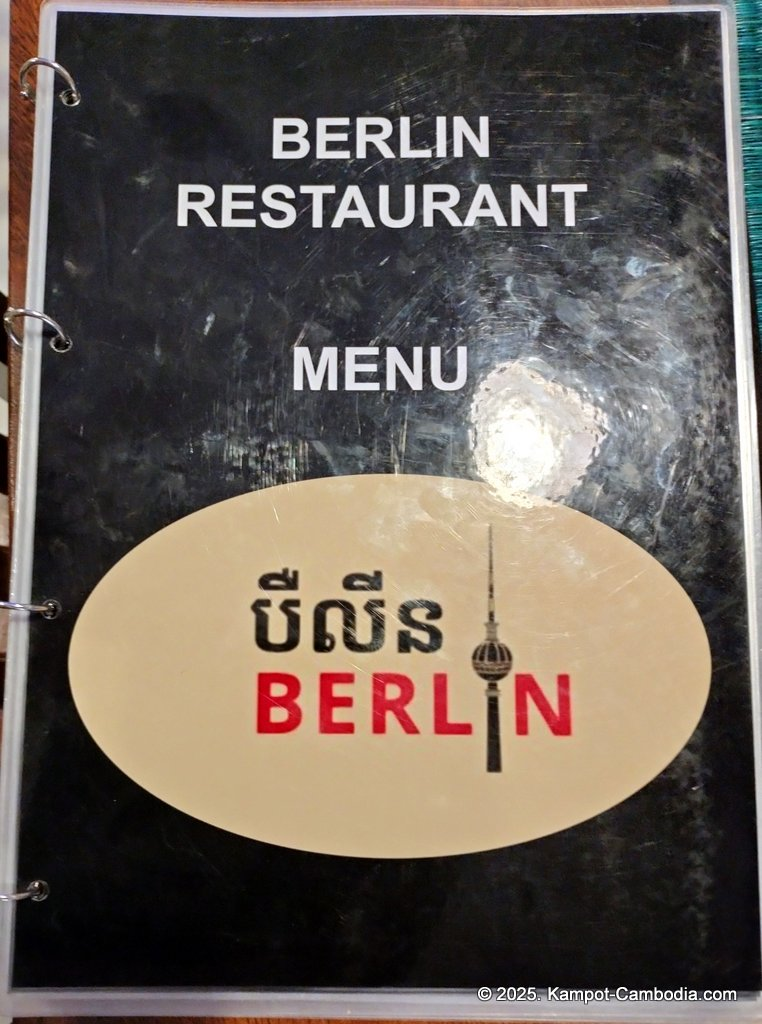 BERLIN
RESTAURANT
MENU
ប៊ឺលីន
BERLIN
© 2025. Kampot-Cambodia.com